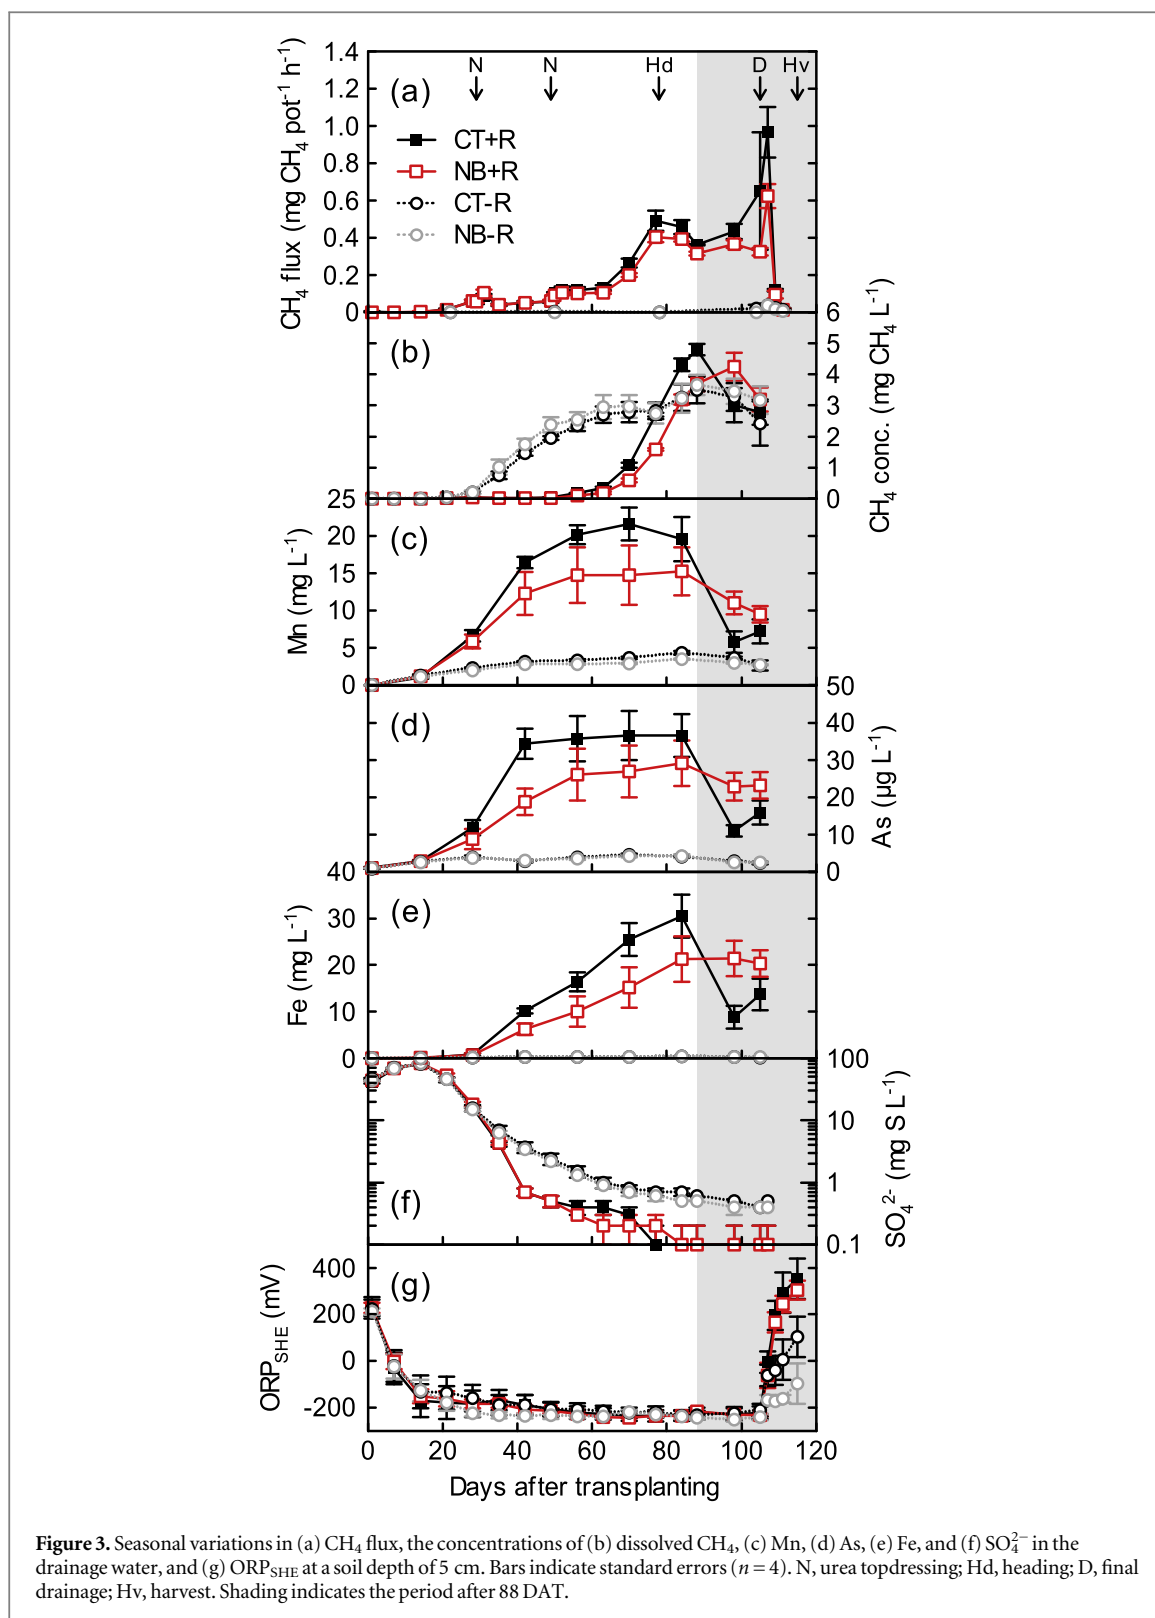 1.4
1.2
1.0
0.8
0.6
0.4
0.2
0
CH₄ flux (mg CH₄ pot⁻¹ h⁻¹)
N N Hd D Hv
(a)
CT+R
NB+R
CT-R
NB-R
6
5
4
3
2
1
0
CH₄ conc. (mg CH₄ L⁻¹)
(b)
25
20
15
10
5
0
Mn (mg L⁻¹)
(c)
50
40
30
20
10
0
As (µg L⁻¹)
(d)
40
30
20
10
0
Fe (mg L⁻¹)
(e)
100
10
1
0.1
SO₄²⁻ (mg S L⁻¹)
(f)
400
200
0
-200
ORP_SHE (mV)
(g)
0 20 40 60 80 100 120
Days after transplanting
Figure 3. Seasonal variations in (a) CH₄ flux, the concentrations of (b) dissolved CH₄, (c) Mn, (d) As, (e) Fe, and (f) SO₄²⁻ in the
drainage water, and (g) ORP_SHE at a soil depth of 5 cm. Bars indicate standard errors (n = 4). N, urea topdressing; Hd, heading; D, final
drainage; Hv, harvest. Shading indicates the period after 88 DAT.